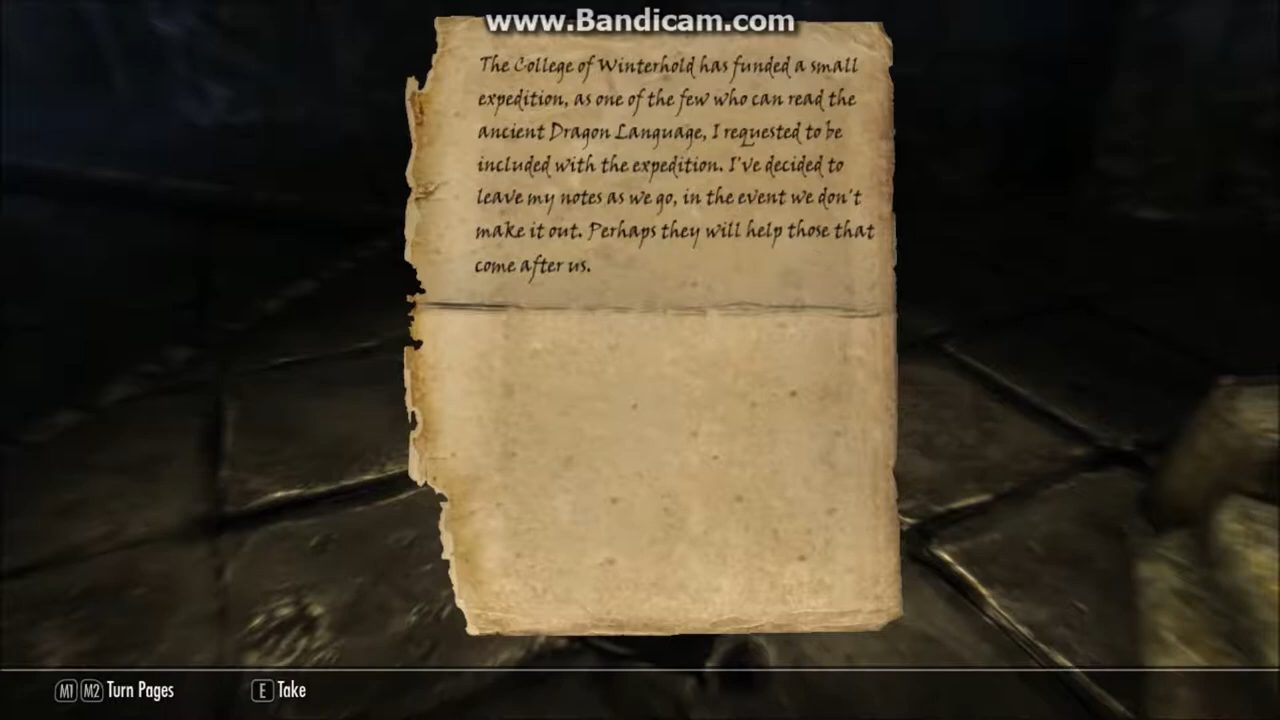 www.Bandicam.com
The College of Winterhold has funded a small
expedition, as one of the few who can read the
ancient Dragon Language, I requested to be
included with the expedition. I've decided to
leave my notes as we go, in the event we don't
make it out. Perhaps they will help those that
come after us.
M1 M2 Turn Pages E Take